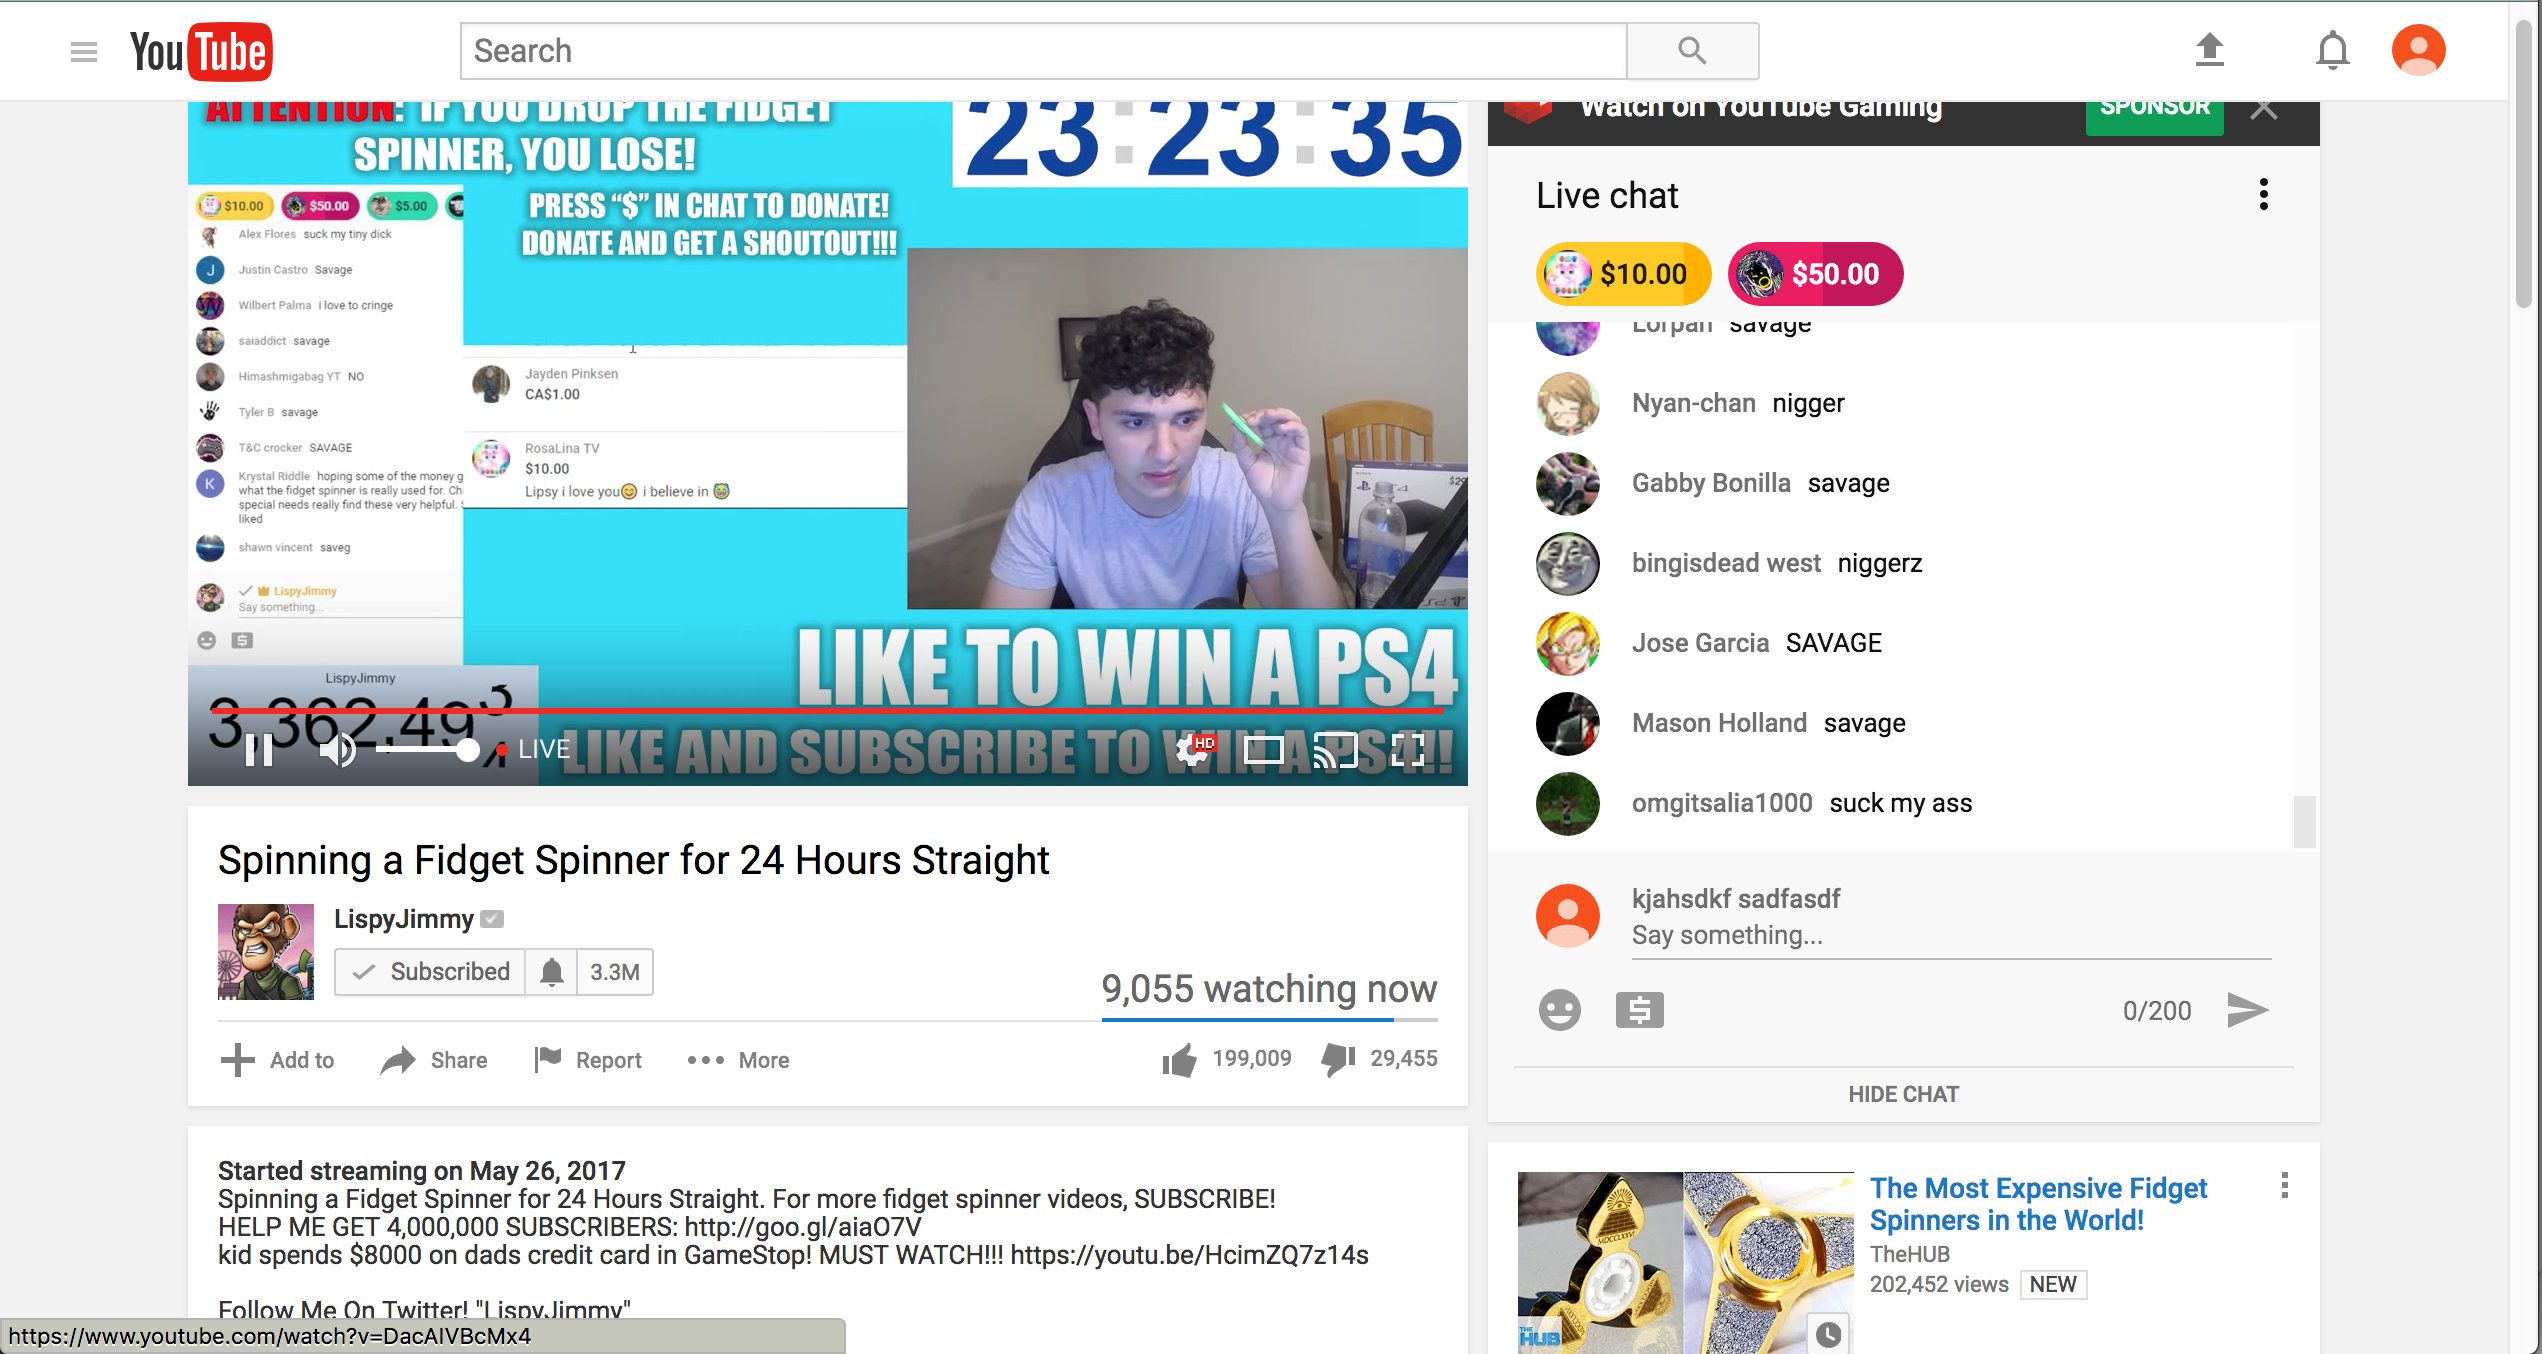 YouTube
Search
ATTENTION: IF YOU DROP THE FIDGET
SPINNER, YOU LOSE!
23:23:35
PRESS “$” IN CHAT TO DONATE!
DONATE AND GET A SHOUTOUT!!!
$10.00 $50.00 $5.00
Alex Flores suck my tiny dick
J Justin Castro Savage
Wilbert Palma i love to cringe
saiaddict savage
Himashmigabag YT NO
Tyler B savage
T&C crocker SAVAGE
K Krystal Riddle hoping some of the money g
what the fidget spinner is really used for. Ch
special needs really find these very helpful.
liked
shawn vincent saveg
LispyJimmy
Say something...
Jayden Pinksen
CA$1.00
RosaLina TV
$10.00
Lipsy i love you😊 i believe in 😭
LIKE TO WIN A PS4
LispyJimmy
3,362,49
LIVE
LIKE AND SUBSCRIBE TO WIN A PS4!!
HD
Spinning a Fidget Spinner for 24 Hours Straight
LispyJimmy
Subscribed 3.3M
9,055 watching now
Add to Share Report More 199,009 29,455
Started streaming on May 26, 2017
Spinning a Fidget Spinner for 24 Hours Straight. For more fidget spinner videos, SUBSCRIBE!
HELP ME GET 4,000,000 SUBSCRIBERS: http://goo.gl/aiaO7V
kid spends $8000 on dads credit card in GameStop! MUST WATCH!!! https://youtu.be/HcimZQ7z14s
Follow Me On Twitter! "LispyJimmy"
https://www.youtube.com/watch?v=DacAIVBcMx4
Watch on YouTube Gaming SPONSOR
Live chat
$10.00 $50.00
Lorpan savage
Nyan-chan nigger
Gabby Bonilla savage
bingisdead west niggerz
Jose Garcia SAVAGE
Mason Holland savage
omgitsalia1000 suck my ass
kjahsdkf sadfasdf
Say something...
0/200
HIDE CHAT
The Most Expensive Fidget
Spinners in the World!
TheHUB
202,452 views NEW
MDCCLXXVI
THE HUB